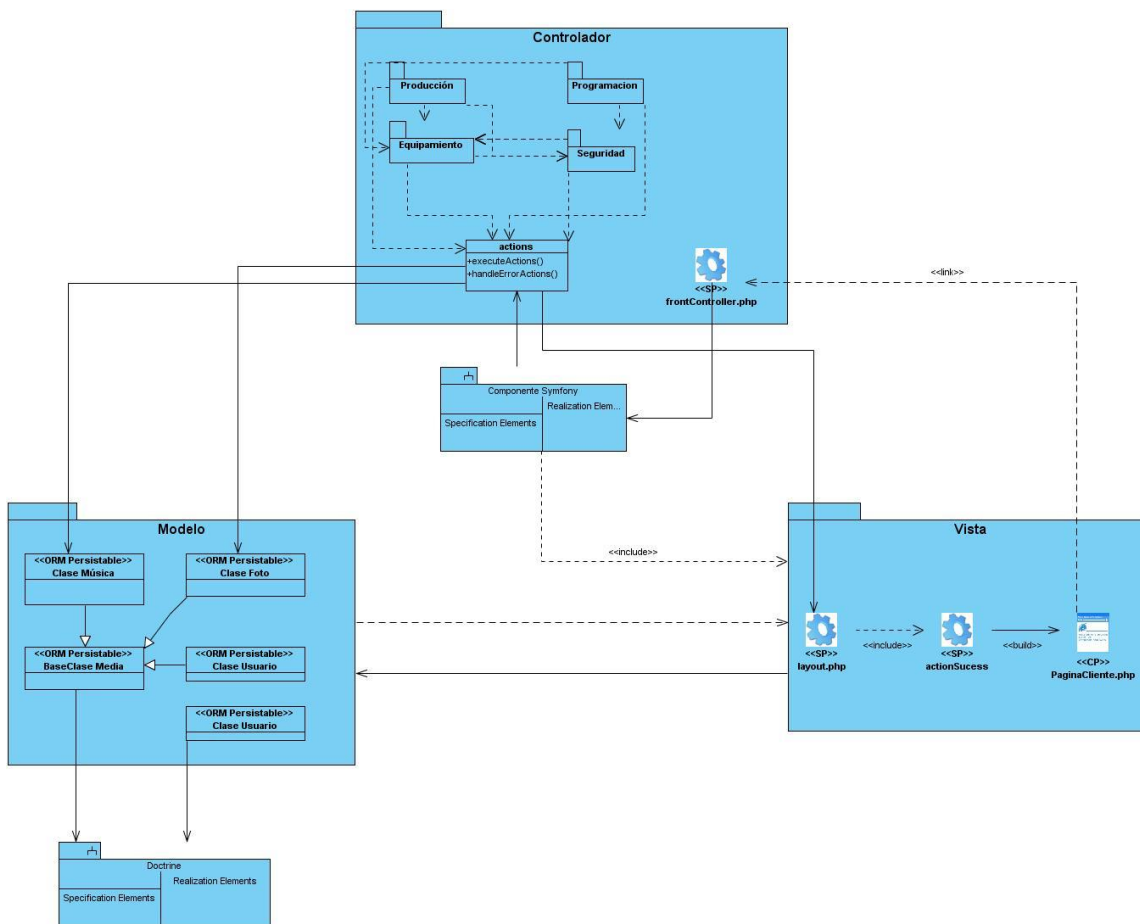 Controlador
Producción
Programacion
Equipamiento
Seguridad
actions
+executeActions()
+handleErrorActions()
<<SP>>
frontController.php
<<link>>
Componente Symfony
Realization Elem...
Specification Elements
Modelo
<<ORM Persistable>>
Clase Música
<<ORM Persistable>>
Clase Foto
<<ORM Persistable>>
BaseClase Media
<<ORM Persistable>>
Clase Usuario
<<ORM Persistable>>
Clase Usuario
<<include>>
Vista
<<SP>>
layout.php
<<include>>
<<SP>>
actionSucess
<<build>>
<<CP>>
PaginaCliente.php
Doctrine
Realization Elements
Specification Elements